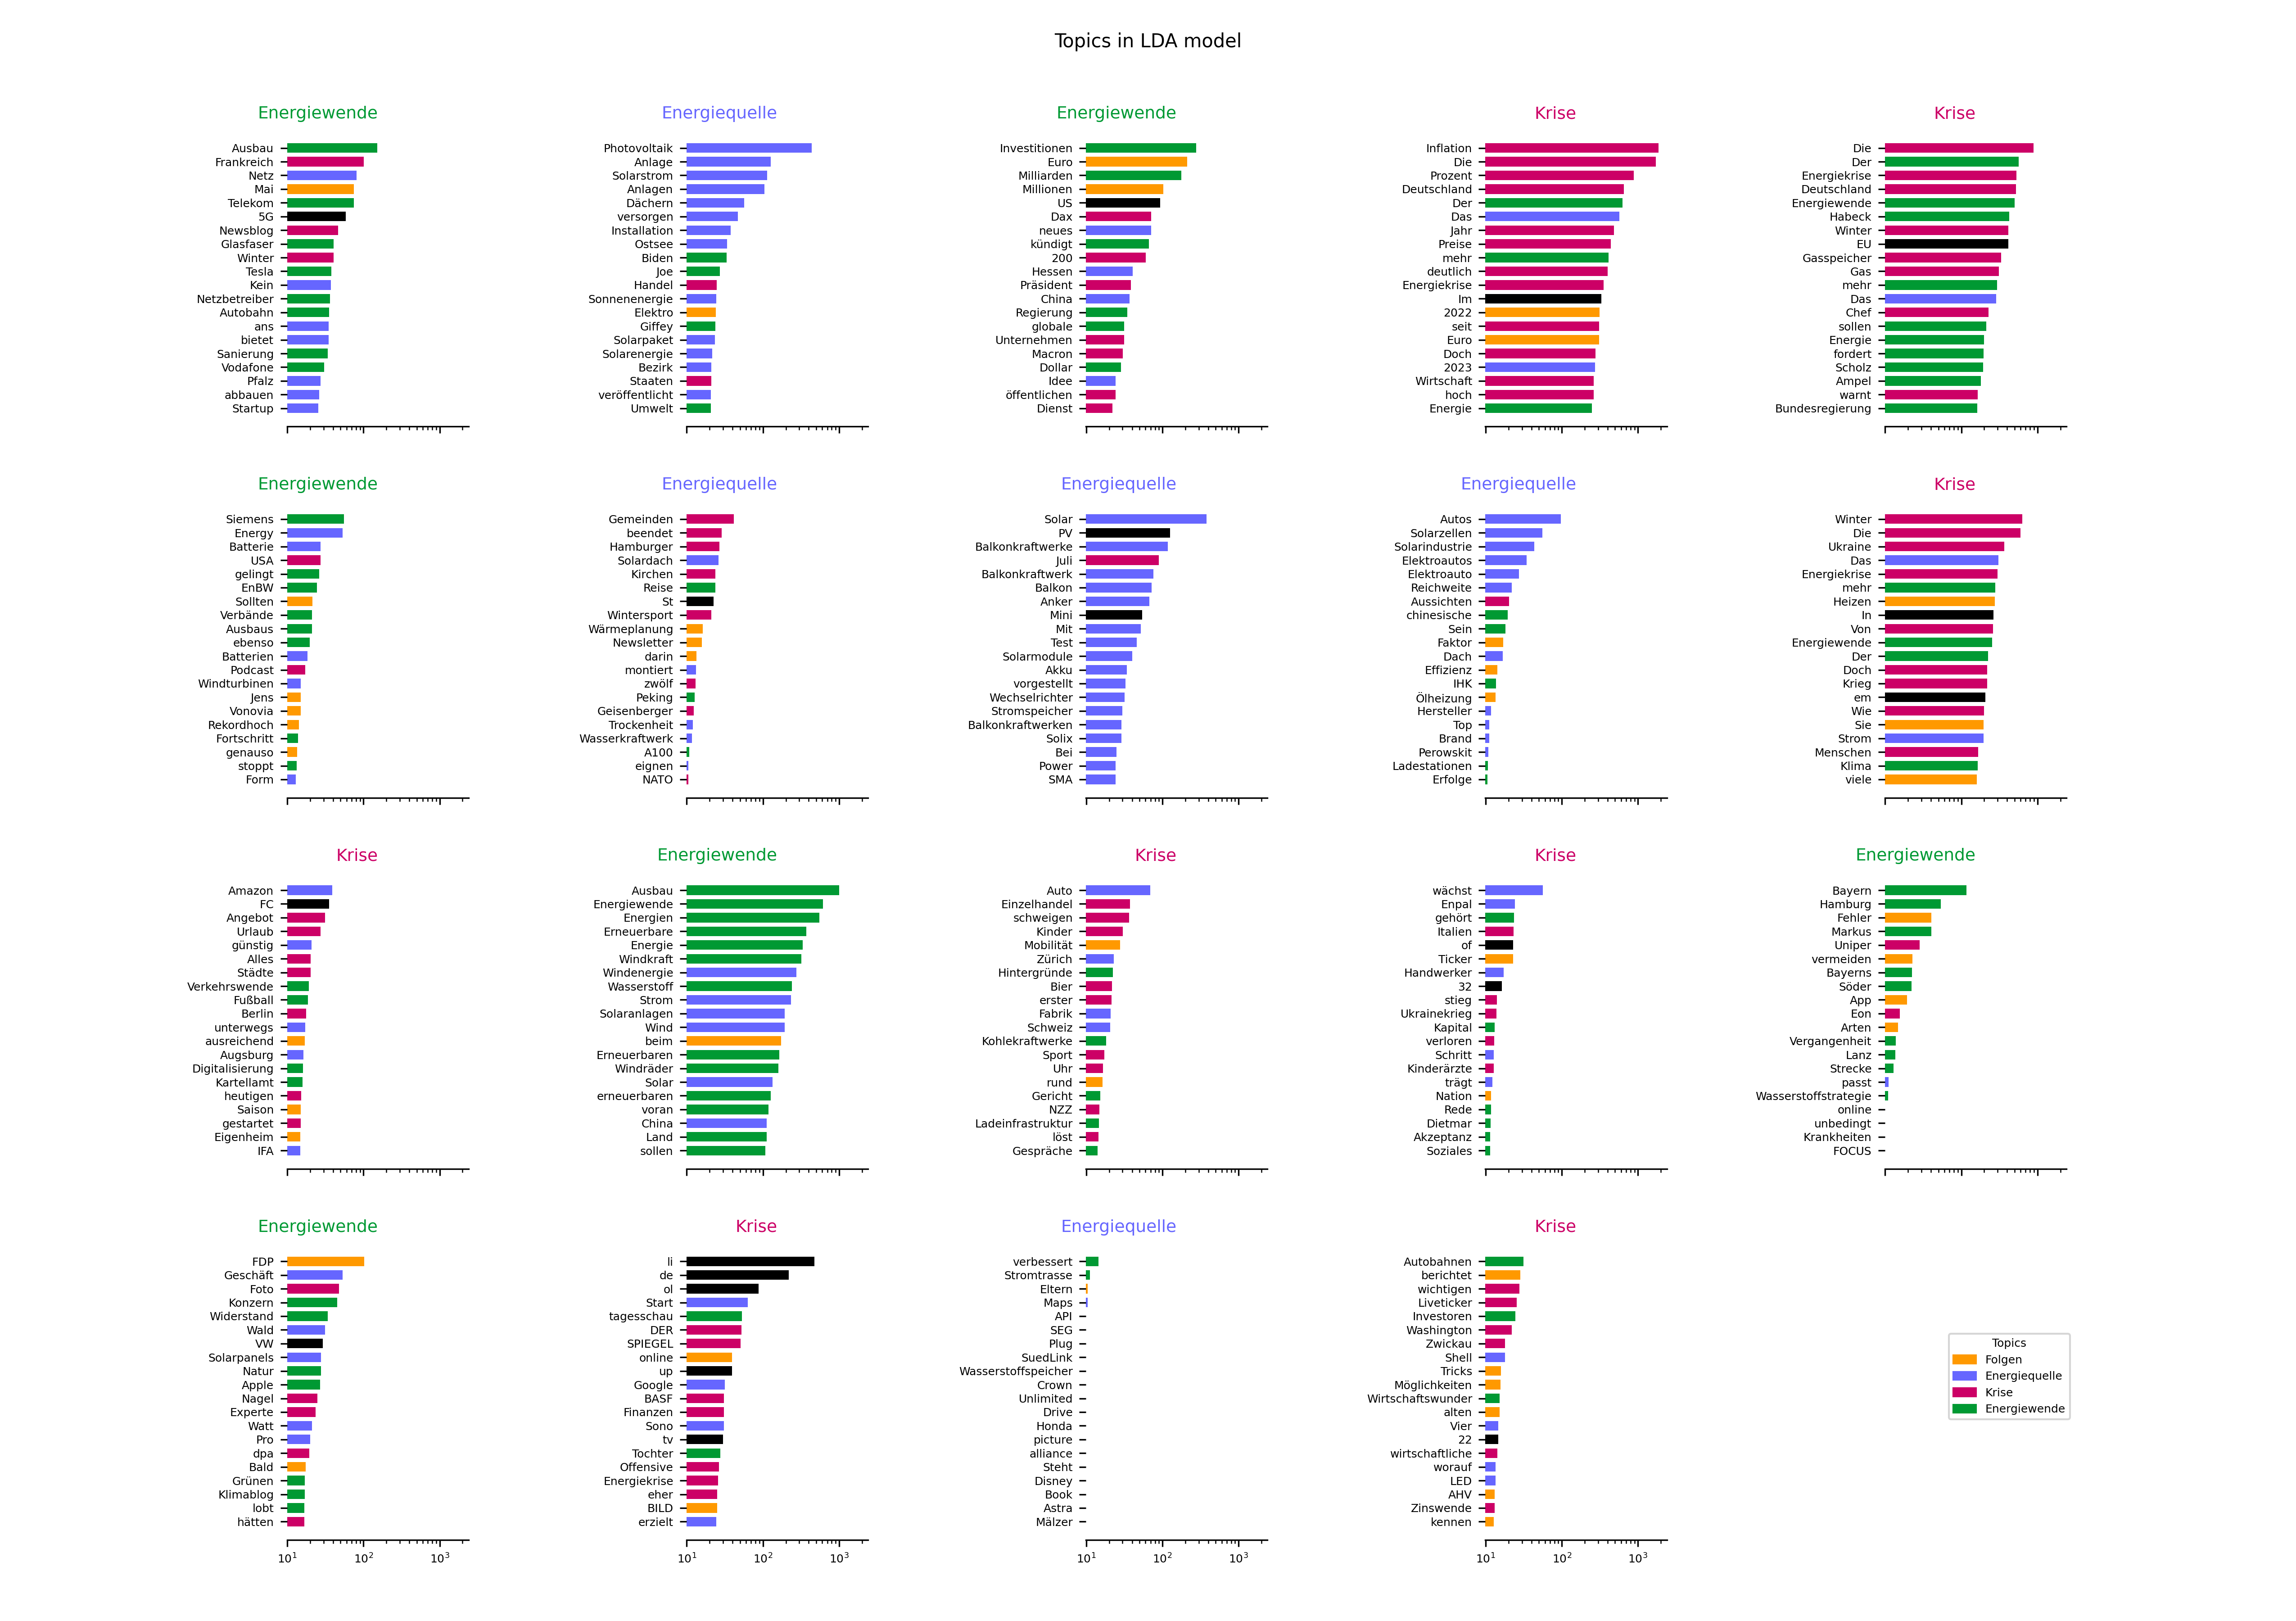 Topics in LDA model
Energiewende
Ausbau
Frankreich
Netz
Mai
Telekom
5G
Newsblog
Glasfaser
Winter
Tesla
Kein
Netzbetreiber
Autobahn
ans
bietet
Sanierung
Vodafone
Pfalz
abbauen
Startup
Energiequelle
Photovoltaik
Anlage
Solarstrom
Anlagen
Dächern
versorgen
Installation
Ostsee
Biden
Joe
Handel
Sonnenenergie
Elektro
Giffey
Solarpaket
Solarenergie
Bezirk
Staaten
veröffentlicht
Umwelt
Energiewende
Investitionen
Euro
Milliarden
Millionen
US
Dax
neues
kündigt
200
Hessen
Präsident
China
Regierung
globale
Unternehmen
Macron
Dollar
Idee
öffentlichen
Dienst
Krise
Inflation
Die
Prozent
Deutschland
Der
Das
Jahr
Preise
mehr
deutlich
Energiekrise
Im
2022
seit
Euro
Doch
2023
Wirtschaft
hoch
Energie
Krise
Die
Der
Energiekrise
Deutschland
Energiewende
Habeck
Winter
EU
Gasspeicher
Gas
mehr
Das
Chef
sollen
Energie
fordert
Scholz
Ampel
warnt
Bundesregierung
Energiewende
Siemens
Energy
Batterie
USA
gelingt
EnBW
Sollten
Verbände
Ausbaus
ebenso
Batterien
Podcast
Windturbinen
Jens
Vonovia
Rekordhoch
Fortschritt
genauso
stoppt
Form
Energiequelle
Gemeinden
beendet
Hamburger
Solardach
Kirchen
Reise
St
Wintersport
Wärmeplanung
Newsletter
darin
montiert
zwölf
Peking
Geisenberger
Trockenheit
Wasserkraftwerk
A100
eignen
NATO
Energiequelle
Solar
PV
Balkonkraftwerke
Juli
Balkonkraftwerk
Balkon
Anker
Mini
Mit
Test
Solarmodule
Akku
vorgestellt
Wechselrichter
Stromspeicher
Balkonkraftwerken
Solix
Bei
Power
SMA
Energiequelle
Autos
Solarzellen
Solarindustrie
Elektroautos
Elektroauto
Reichweite
Aussichten
chinesische
Sein
Faktor
Dach
Effizienz
IHK
Ölheizung
Hersteller
Top
Brand
Perowskit
Ladestationen
Erfolge
Krise
Winter
Die
Ukraine
Das
Energiekrise
mehr
Heizen
In
Von
Energiewende
Der
Doch
Krieg
em
Wie
Sie
Strom
Menschen
Klima
viele
Krise
Amazon
FC
Angebot
Urlaub
günstig
Alles
Städte
Verkehrswende
Fußball
Berlin
unterwegs
ausreichend
Augsburg
Digitalisierung
Kartellamt
heutigen
Saison
gestartet
Eigenheim
IFA
Energiewende
Ausbau
Energiewende
Energien
Erneuerbare
Energie
Windkraft
Windenergie
Wasserstoff
Strom
Solaranlagen
Wind
beim
Erneuerbaren
Windräder
Solar
erneuerbaren
voran
China
Land
sollen
Krise
Auto
Einzelhandel
schweigen
Kinder
Mobilität
Zürich
Hintergründe
Bier
erster
Fabrik
Schweiz
Kohlekraftwerke
Sport
Uhr
rund
Gericht
NZZ
Ladeinfrastruktur
löst
Gespräche
Krise
wächst
Enpal
gehört
Italien
of
Ticker
Handwerker
32
stieg
Ukrainekrieg
Kapital
verloren
Schritt
Kinderärzte
trägt
Nation
Rede
Dietmar
Akzeptanz
Soziales
Energiewende
Bayern
Hamburg
Fehler
Markus
Uniper
vermeiden
Bayerns
Söder
App
Eon
Arten
Vergangenheit
Lanz
Strecke
passt
Wasserstoffstrategie
online
unbedingt
Krankheiten
FOCUS
Energiewende
FDP
Geschäft
Foto
Konzern
Widerstand
Wald
VW
Solarpanels
Natur
Apple
Nagel
Experte
Watt
Pro
dpa
Bald
Grünen
Klimablog
lobt
hätten
10¹ 10² 10³
Krise
li
de
ol
Start
tagesschau
DER
SPIEGEL
online
up
Google
BASF
Finanzen
Sono
tv
Tochter
Offensive
Energiekrise
eher
BILD
erzielt
10¹ 10² 10³
Energiequelle
verbessert
Stromtrasse
Eltern
Maps
API
SEG
Plug
SuedLink
Wasserstoffspeicher
Crown
Unlimited
Drive
Honda
picture
alliance
Steht
Disney
Book
Astra
Mälzer
10¹ 10² 10³
Krise
Autobahnen
berichtet
wichtigen
Liveticker
Investoren
Washington
Zwickau
Shell
Tricks
Möglichkeiten
Wirtschaftswunder
alten
Vier
22
wirtschaftliche
worauf
LED
AHV
Zinswende
kennen
10¹ 10² 10³
Topics
Folgen
Energiequelle
Krise
Energiewende